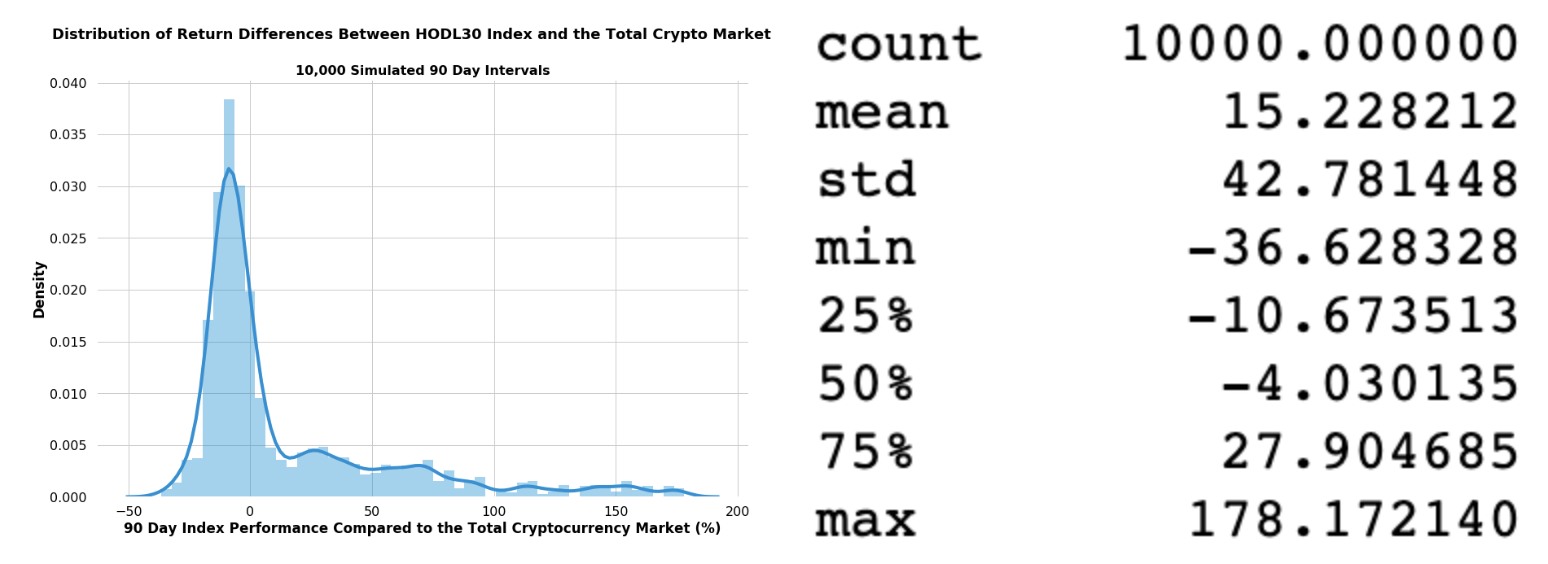 Distribution of Return Differences Between HODL30 Index and the Total Crypto Market
10,000 Simulated 90 Day Intervals
0.040
0.035
0.030
0.025
0.020
0.015
0.010
0.005
0.000
Density
−50 0 50 100 150 200
90 Day Index Performance Compared to the Total Cryptocurrency Market (%)
count 10000.000000
mean 15.228212
std 42.781448
min −36.628328
25% −10.673513
50% −4.030135
75% 27.904685
max 178.172140